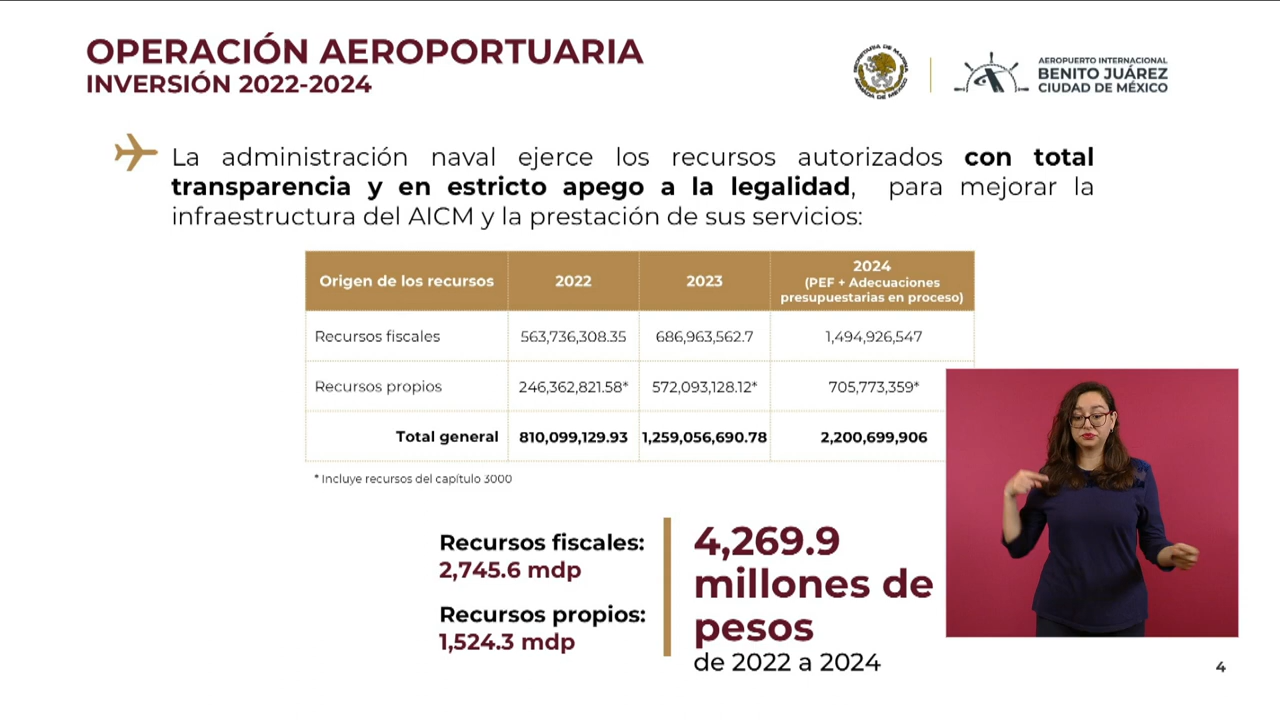 OPERACIÓN AEROPORTUARIA
INVERSIÓN 2022-2024
SECRETARÍA DE MARINA
ARMADA DE MÉXICO
AEROPUERTO INTERNACIONAL
BENITO JUÁREZ
CIUDAD DE MÉXICO
La administración naval ejerce los recursos autorizados con total
transparencia y en estricto apego a la legalidad, para mejorar la
infraestructura del AICM y la prestación de sus servicios:
Origen de los recursos 2022 2023 2024
(PEF + Adecuaciones
presupuestarias en proceso)
Recursos fiscales 563,736,308.35 686,963,562.7 1,494,926,547
Recursos propios 246,362,821.58* 572,093,128.12* 705,773,359*
Total general 810,099,129.93 1,259,056,690.78 2,200,699,906
* Incluye recursos del capítulo 3000
Recursos fiscales:
2,745.6 mdp
Recursos propios:
1,524.3 mdp
4,269.9
millones de
pesos
de 2022 a 2024
4